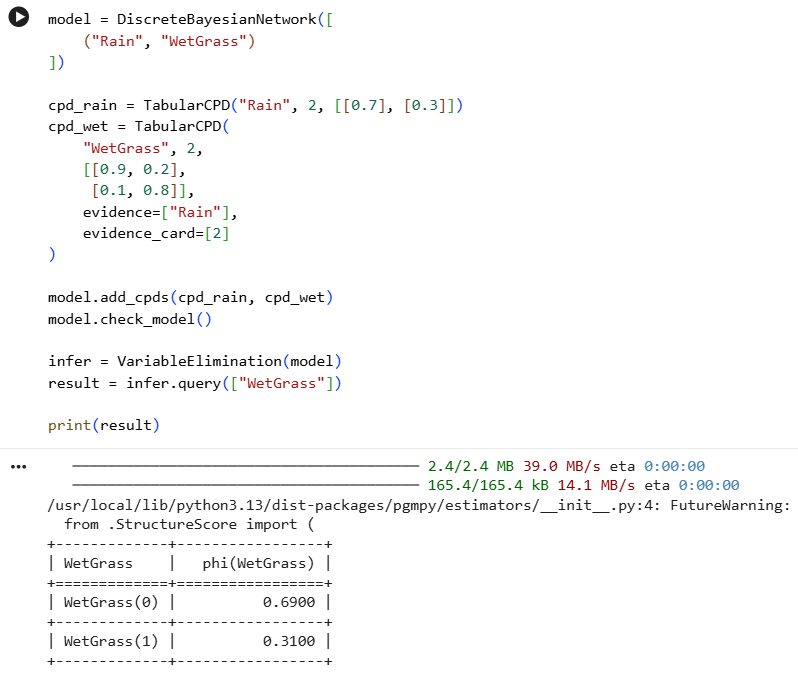 model = DiscreteBayesianNetwork([
    ("Rain", "WetGrass")
])

cpd_rain = TabularCPD("Rain", 2, [[0.7], [0.3]])
cpd_wet = TabularCPD(
    "WetGrass", 2,
    [[0.9, 0.2],
     [0.1, 0.8]],
    evidence=["Rain"],
    evidence_card=[2]
)

model.add_cpds(cpd_rain, cpd_wet)
model.check_model()

infer = VariableElimination(model)
result = infer.query(["WetGrass"])

print(result)

━━━━━━━━━━━━━━━━━━━━━━━━━━━━━━━━━━━━━━━━ 2.4/2.4 MB 39.0 MB/s eta 0:00:00
━━━━━━━━━━━━━━━━━━━━━━━━━━━━━━━━━━━━━━━━ 165.4/165.4 kB 14.1 MB/s eta 0:00:00
/usr/local/lib/python3.13/dist-packages/pgmpy/estimators/__init__.py:4: FutureWarning:
  from .StructureScore import (
+-------------+-----------------+
| WetGrass    |   phi(WetGrass) |
+=============+=================+
| WetGrass(0) |          0.6900 |
+-------------+-----------------+
| WetGrass(1) |          0.3100 |
+-------------+-----------------+